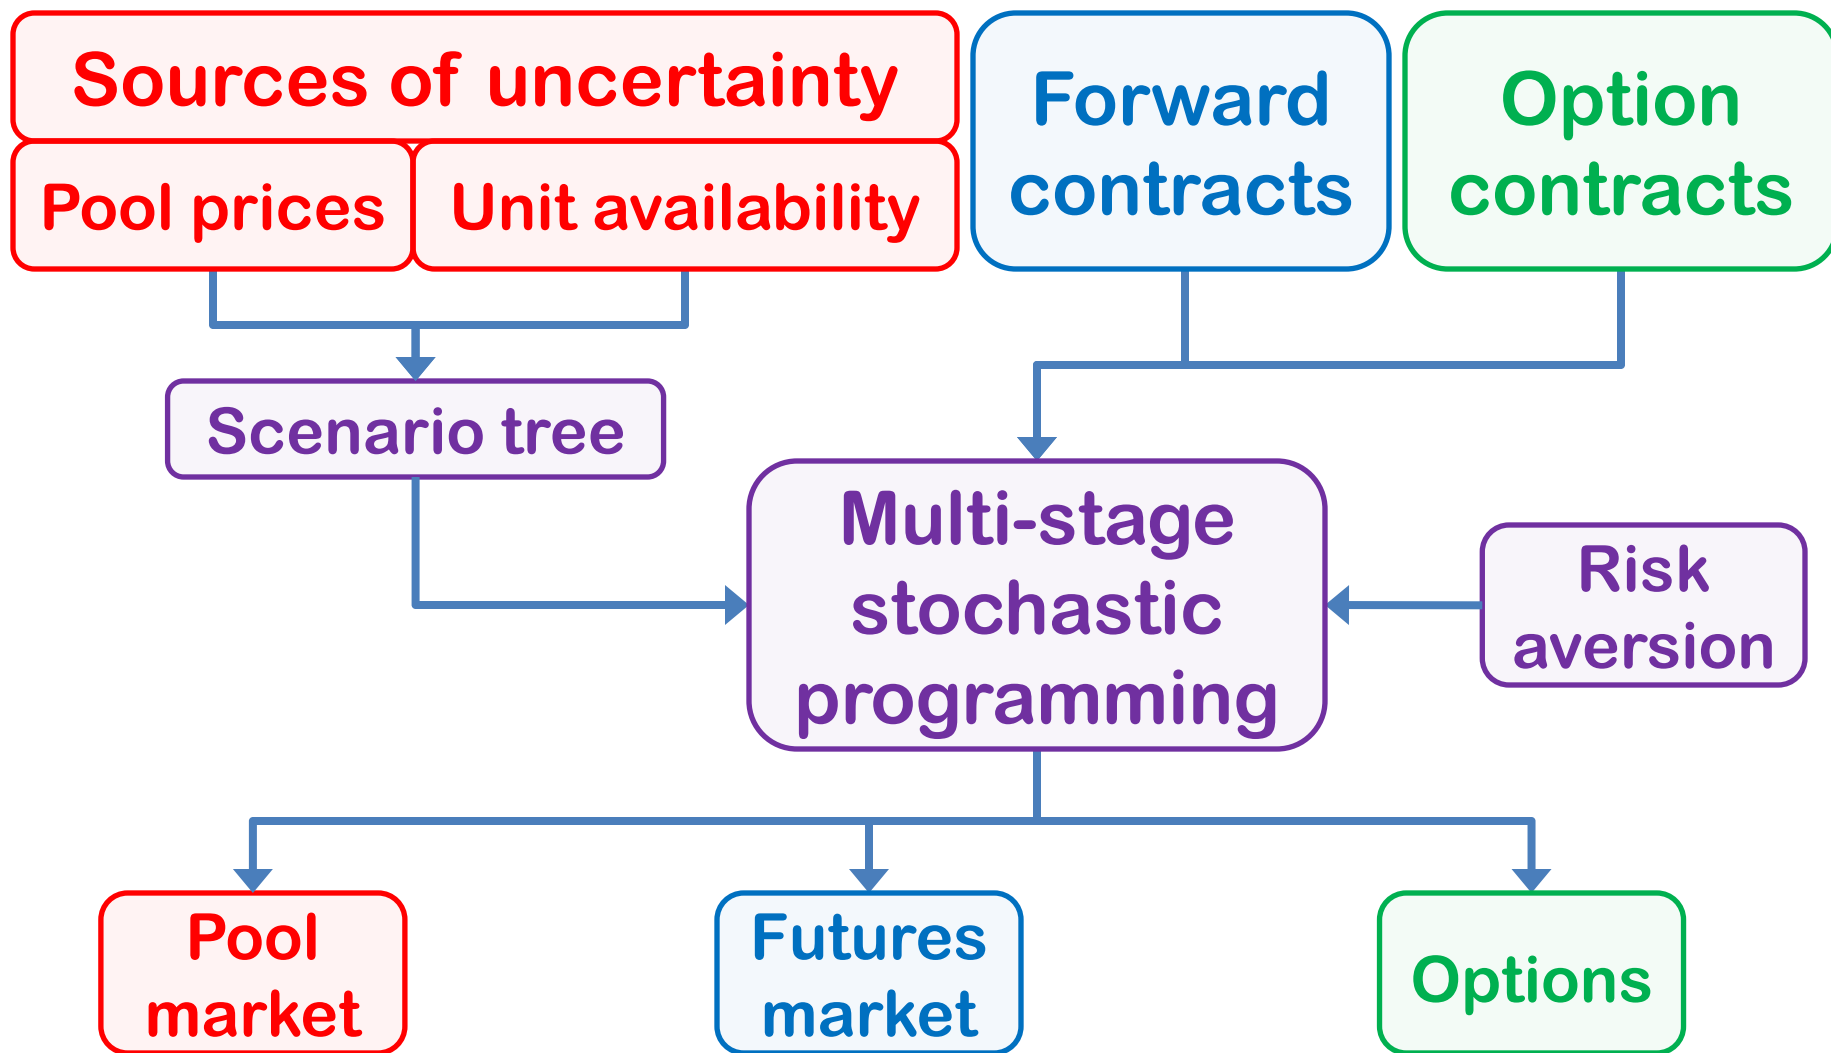 Sources of uncertainty
Pool prices
Unit availability
Forward
contracts
Option
contracts
Scenario tree
Multi-stage
stochastic
programming
Risk
aversion
Pool
market
Futures
market
Options